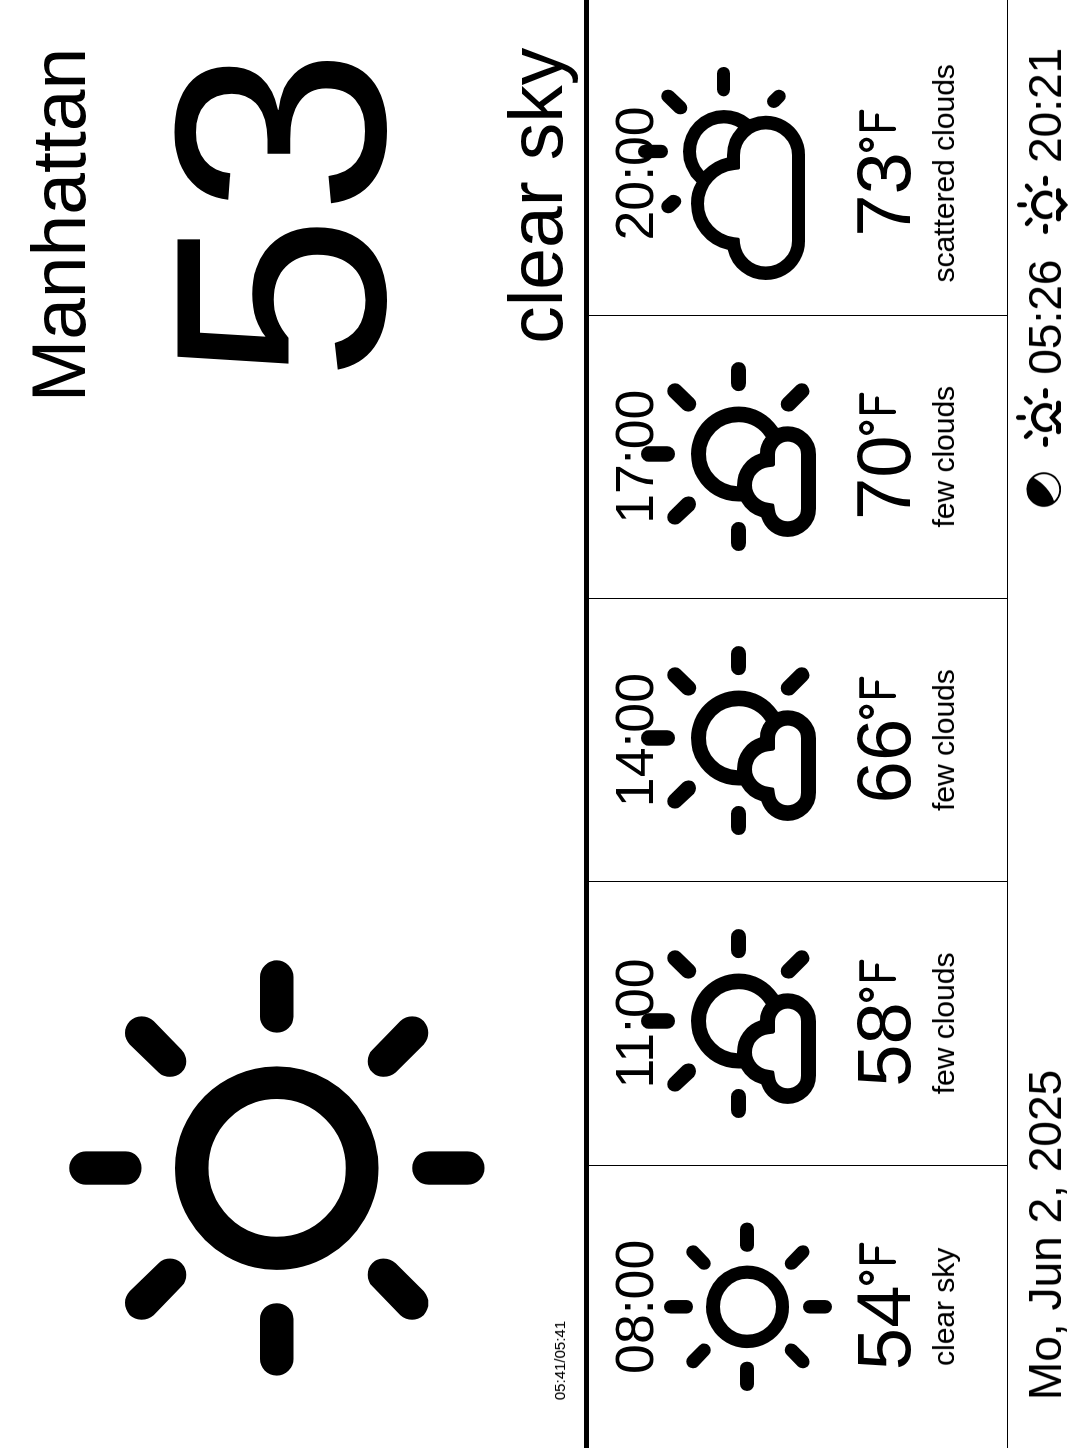 Manhattan
53
clear sky
05:41/05:41
08:00
54°F
clear sky
11:00
58°F
few clouds
14:00
66°F
few clouds
17:00
70°F
few clouds
20:00
73°F
scattered clouds
Mo, Jun 2, 2025
05:26
20:21